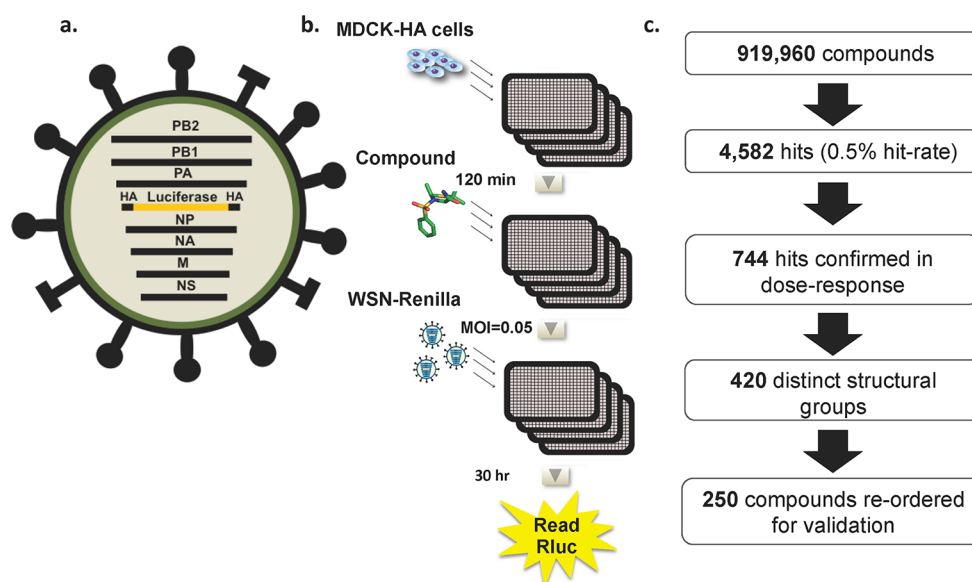 a.
PB2
PB1
PA
HA Luciferase HA
NP
NA
M
NS
b.
MDCK-HA cells
Compound
120 min
WSN-Renilla
MOI=0.05
30 hr
Read
Rluc
c.
919,960 compounds
4,582 hits (0.5% hit-rate)
744 hits confirmed in
dose-response
420 distinct structural
groups
250 compounds re-ordered
for validation